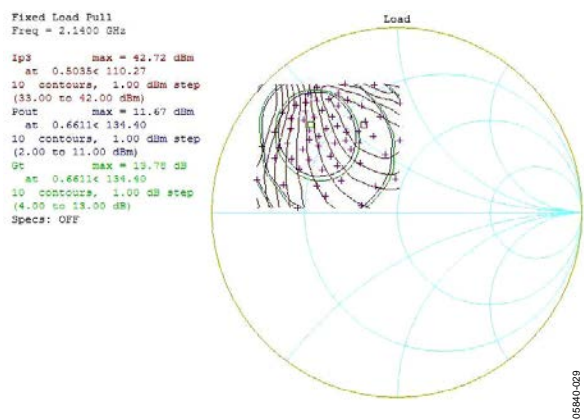 Fixed Load Pull
Freq = 2.1400 GHz
Load
Ip3 max = 42.72 dBm
at 0.5035< 110.27
10 contours, 1.00 dBm step
(33.00 to 42.00 dBm)
Pout max = 11.67 dBm
at 0.6611< 134.40
10 contours, 1.00 dBm step
(2.00 to 11.00 dBm)
Gt max = 13.78 dB
at 0.6611< 134.40
10 contours, 1.00 dB step
(4.00 to 13.00 dB)
Specs: OFF
05840-029